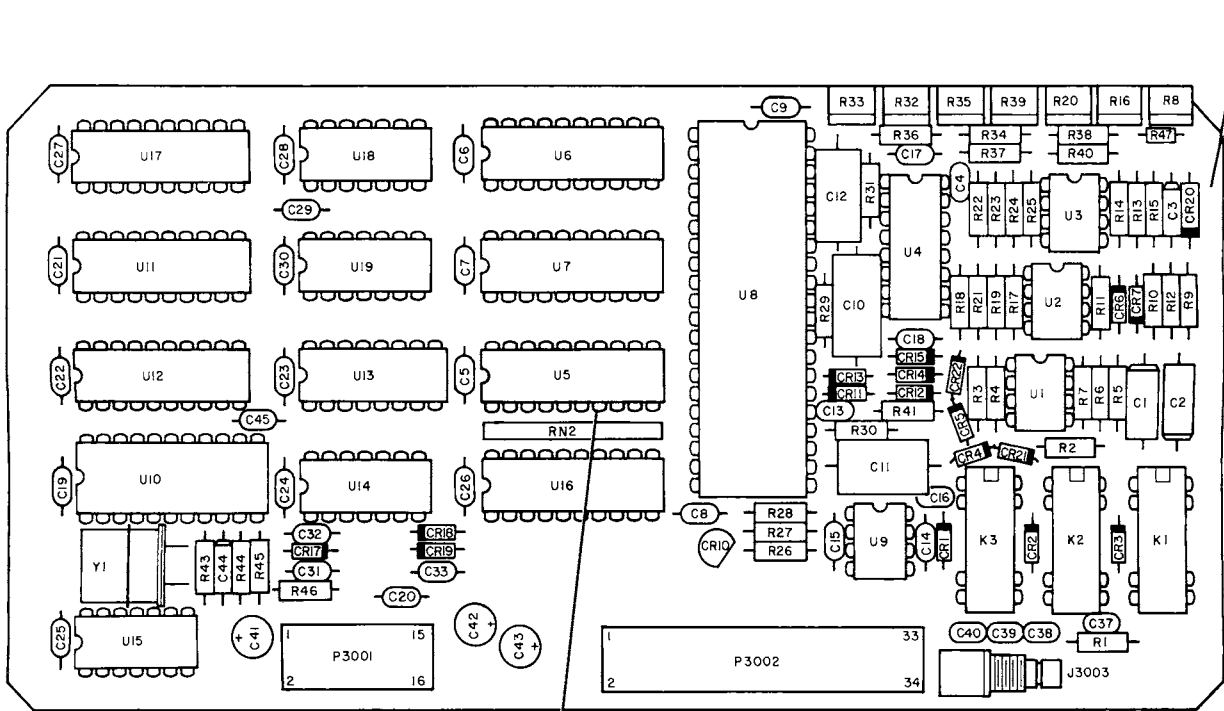 C9
R33 R32 R35 R39 R20 R16 R8
R36 R34 R38 R47
C17 R37 R40
C27 U17 C28 U18 C6 U6
C12 R31 C4
C29
U4 R22 R23 R24 R25 U3 R14 R13 R15 C3 CR20
C21 U11 C30 U19 C7 U7 U8
R29 C10 R18 R21 R19 R17 U2 R11 CR6 CR7 R10 R12 R9
C18
CR15
CR13 CR14 CR22
CR11 CR12
C22 U12 C23 U13 C5 U5
C13 R41 CR5 R3 R4 U1 R7 R6 R5 C1 C2
C45 RN2 R30
CR4 CR21 R2
C19 U10 C24 U14 C26 U16 C11
C16
C8 R28
R27
R26
CR10 C15 U9 C14 CR1 K3 CR2 K2 CR3 K1
C32 CR18
CR17 CR19
C31 C33
Y1 R43 C44 R44 R45
R46 C20
C25 U15 + C41 C42 + C43 +
1 15
P3001
2 16
1 33
P3002
2 34
C40 C39 C38 C37
R1
J3003